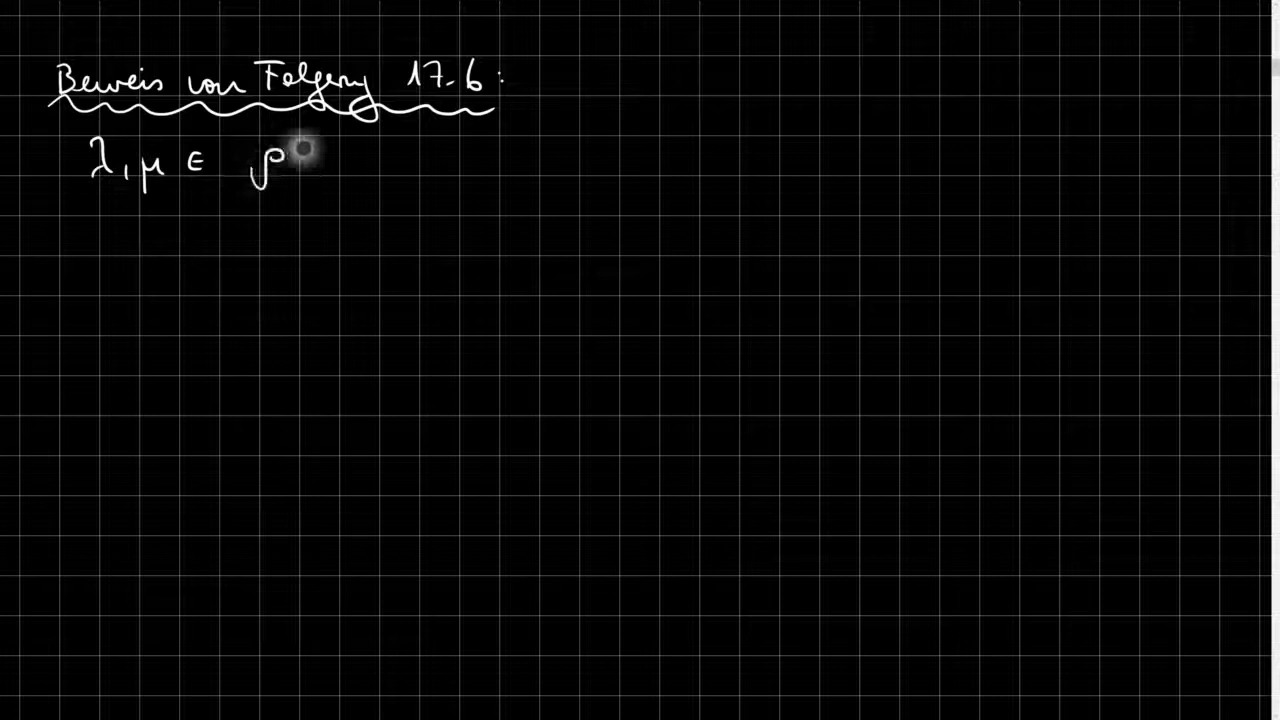 Beweis von Folgerung 17.6:
λ, μ ∈ ρ